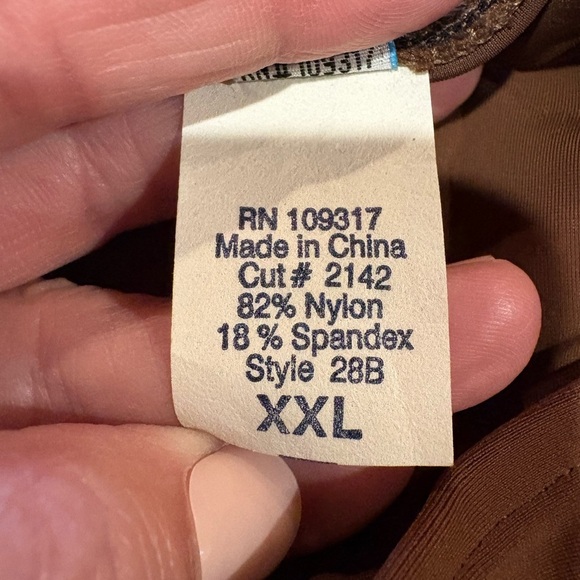 RN 109317
Made in China
Cut# 2142
82% Nylon
18 % Spandex
Style 28B
XXL